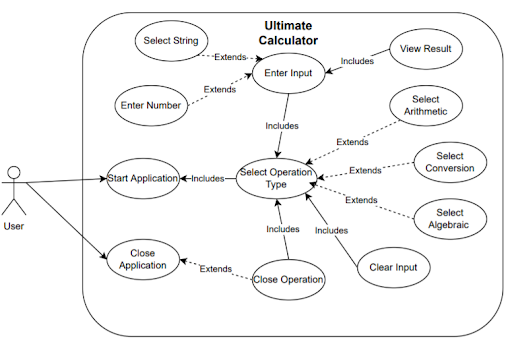 Ultimate
Calculator
Select String
Extends
Enter Input
Includes
View Result
Enter Number
Extends
Includes
Select
Arithmetic
Extends
Start Application
Includes
Select Operation
Type
Extends
Select
Conversion
Extends
Select
Algebraic
User
Includes
Includes
Close
Application
Extends
Close Operation
Clear Input